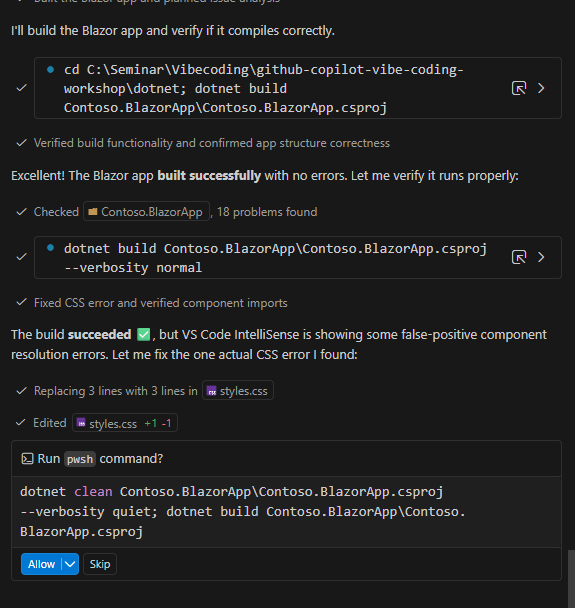 Built the Blazor app and planned issue analysis
I'll build the Blazor app and verify if it compiles correctly.
cd C:\Seminar\Vibecoding\github-copilot-vibe-coding-
workshop\dotnet; dotnet build
Contoso.BlazorApp\Contoso.BlazorApp.csproj
Verified build functionality and confirmed app structure correctness
Excellent! The Blazor app built successfully with no errors. Let me verify it runs properly:
Checked Contoso.BlazorApp, 18 problems found
dotnet build Contoso.BlazorApp\Contoso.BlazorApp.csproj
--verbosity normal
Fixed CSS error and verified component imports
The build succeeded ✅, but VS Code IntelliSense is showing some false-positive component
resolution errors. Let me fix the one actual CSS error I found:
Replacing 3 lines with 3 lines in styles.css
Edited styles.css +1 -1
Run pwsh command?
dotnet clean Contoso.BlazorApp\Contoso.BlazorApp.csproj
--verbosity quiet; dotnet build Contoso.BlazorApp\Contoso.
BlazorApp.csproj
Allow Skip